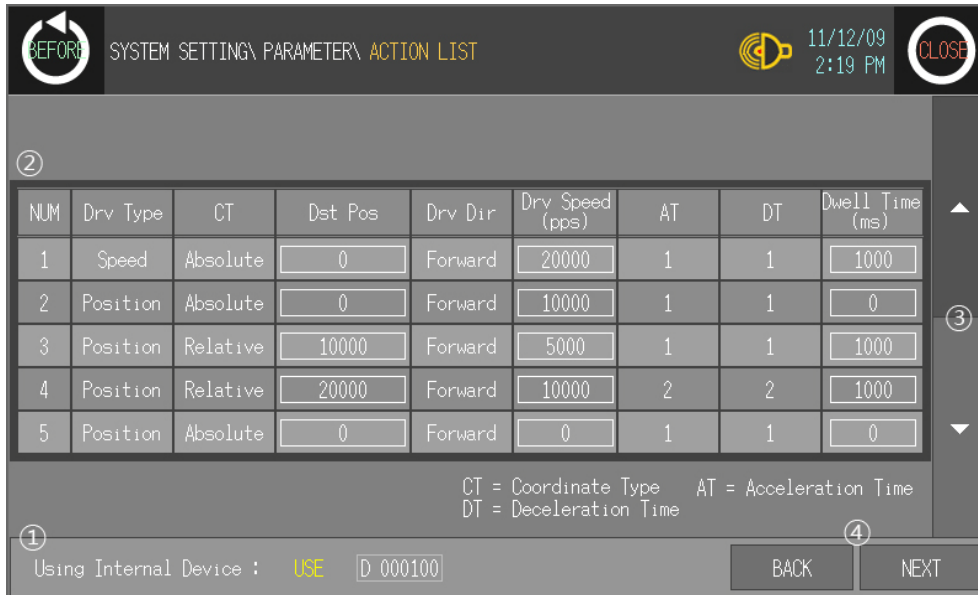 BEFORE
SYSTEM SETTING\ PARAMETER\ ACTION LIST
11/12/09
2:19 PM
CLOSE
②
NUM Drv Type CT Dst Pos Drv Dir Drv Speed (pps) AT DT Dwell Time (ms)
1 Speed Absolute 0 Forward 20000 1 1 1000
2 Position Absolute 0 Forward 10000 1 1 0
3 Position Relative 10000 Forward 5000 1 1 1000
4 Position Relative 20000 Forward 10000 2 2 1000
5 Position Absolute 0 Forward 0 1 1 0
③
CT = Coordinate Type AT = Acceleration Time
DT = Deceleration Time
①
Using Internal Device : USE D 000100
④
BACK NEXT